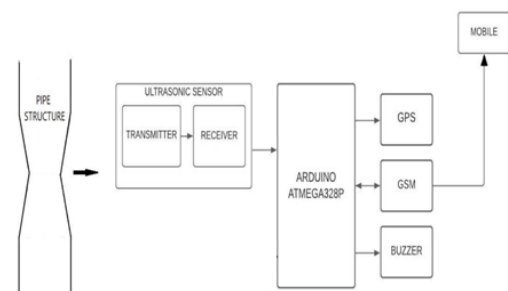 MOBILE
PIPE
STRUCTURE
ULTRASONIC SENSOR
TRANSMITTER
RECEIVER
ARDUINO
ATMEGA328P
GPS
GSM
BUZZER